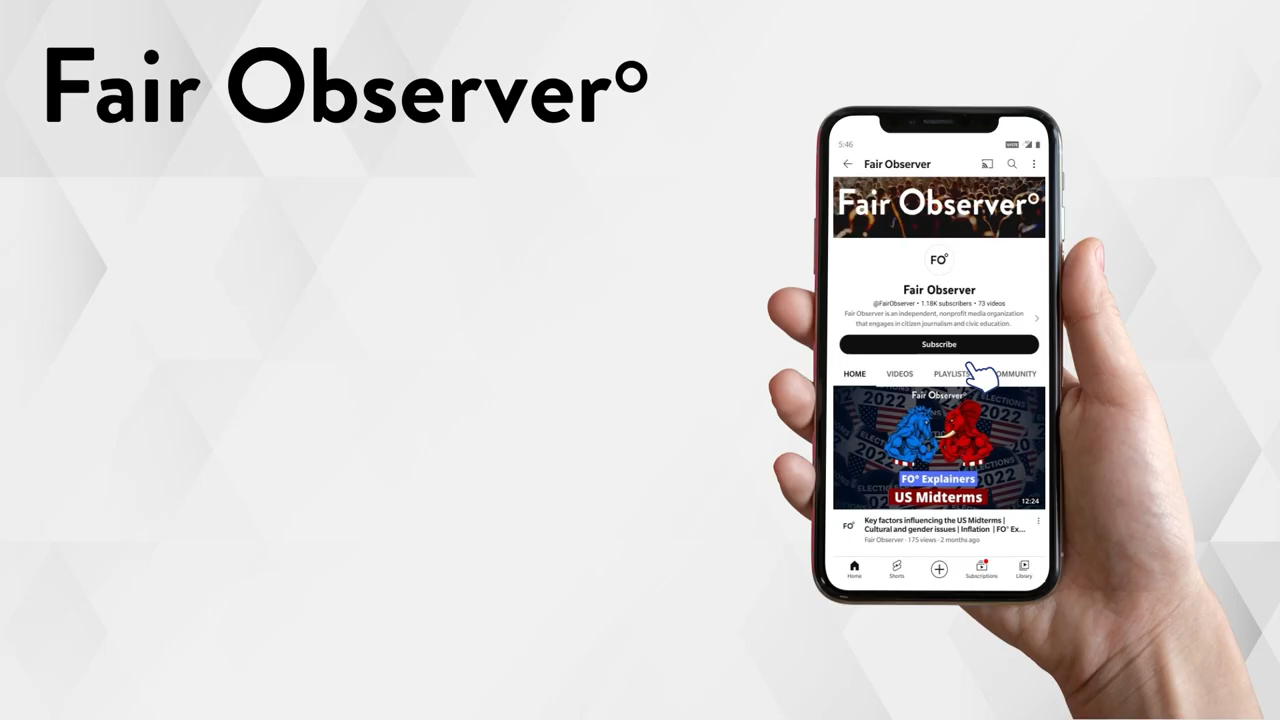 Fair Observer°
5:46
Fair Observer
Fair Observer°
FO°
Fair Observer
@FairObserver • 1.18K subscribers • 73 videos
Fair Observer is an independent, nonprofit media organization
that engages in citizen journalism and civic education.
Subscribe
HOME VIDEOS PLAYLISTS OMMUNITY
Fair Observer°
ELECTIONS
2022
FO° Explainers
US Midterms
12:24
FO°
Key factors influencing the US Midterms |
Cultural and gender issues | Inflation | FO° Ex...
Fair Observer · 175 views · 2 months ago
Home Shorts Subscriptions Library